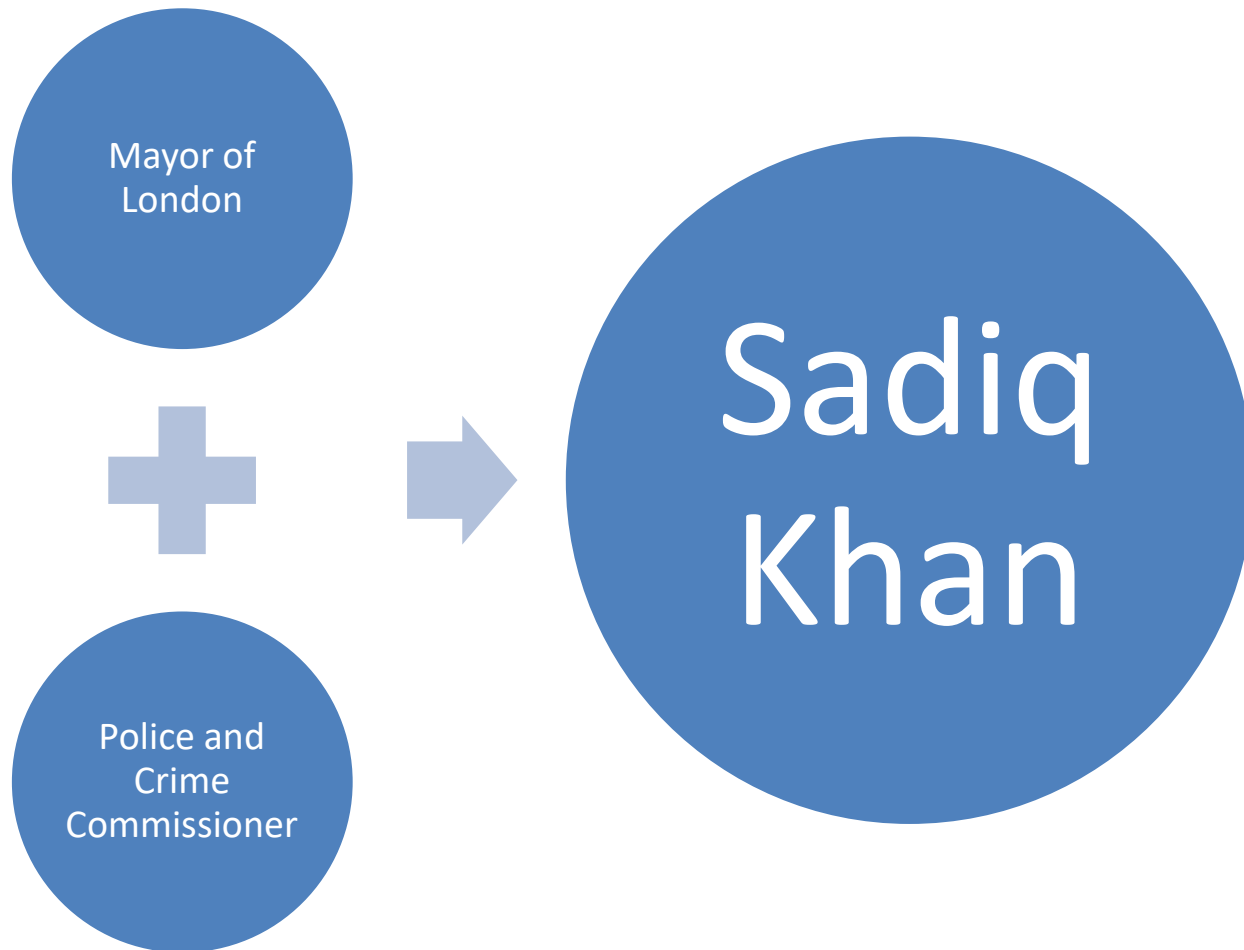 Mayor of
London
Police and
Crime
Commissioner
Sadiq
Khan